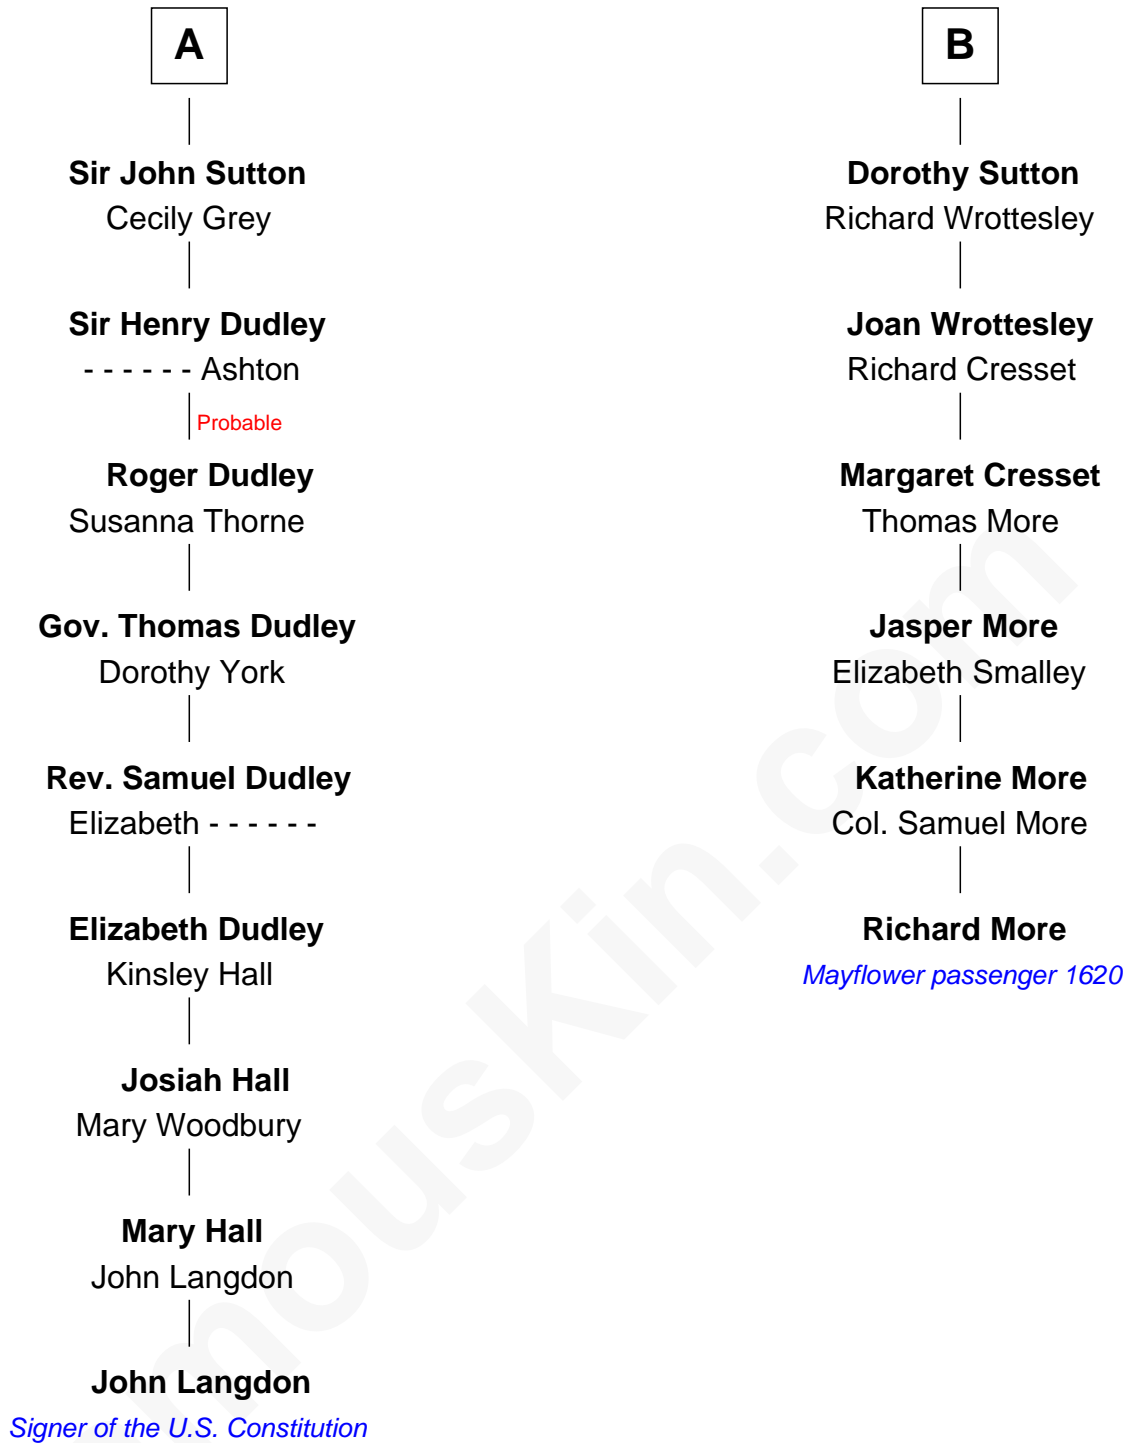 A
Sir John Sutton
Cecily Grey
Sir Henry Dudley
- - - - - - Ashton
Probable
Roger Dudley
Susanna Thorne
Gov. Thomas Dudley
Dorothy York
Rev. Samuel Dudley
Elizabeth - - - - - -
Elizabeth Dudley
Kinsley Hall
Josiah Hall
Mary Woodbury
Mary Hall
John Langdon
John Langdon
Signer of the U.S. Constitution
B
Dorothy Sutton
Richard Wrottesley
Joan Wrottesley
Richard Cresset
Margaret Cresset
Thomas More
Jasper More
Elizabeth Smalley
Katherine More
Col. Samuel More
Richard More
Mayflower passenger 1620
mouskin.com